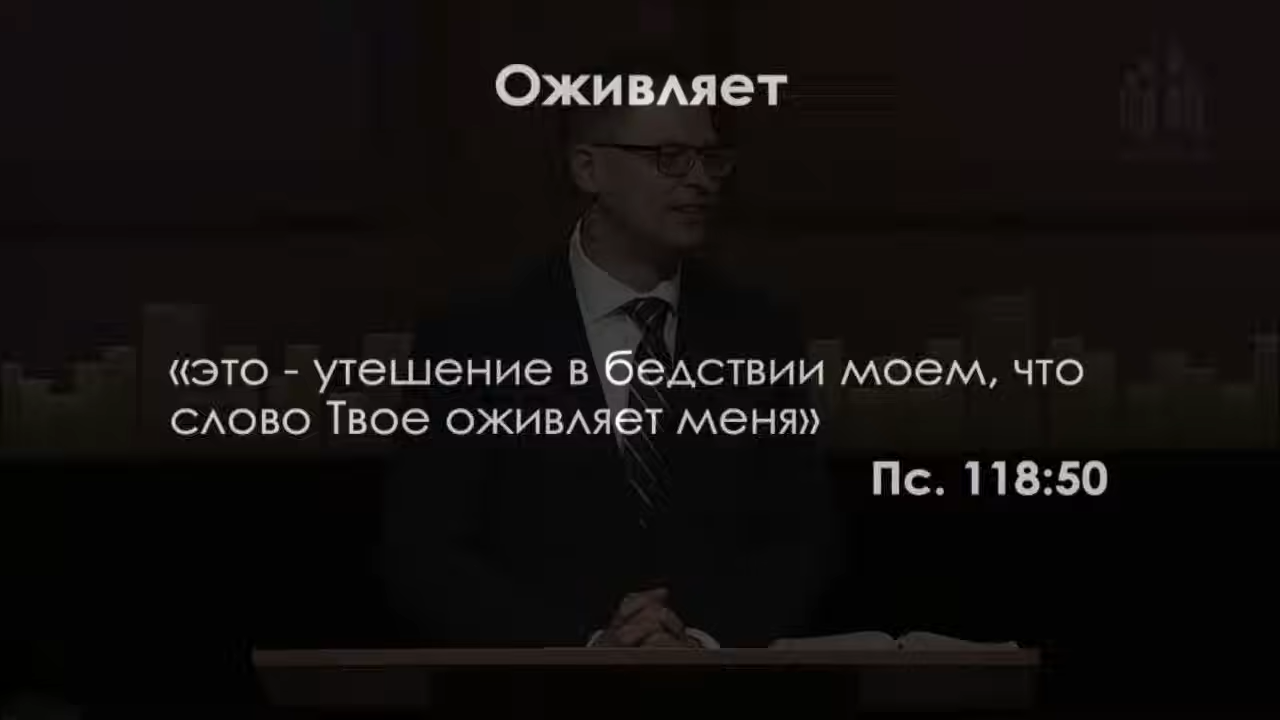 Оживляет
«это - утешение в бедствии моем, что
слово Твое оживляет меня»
Пс. 118:50